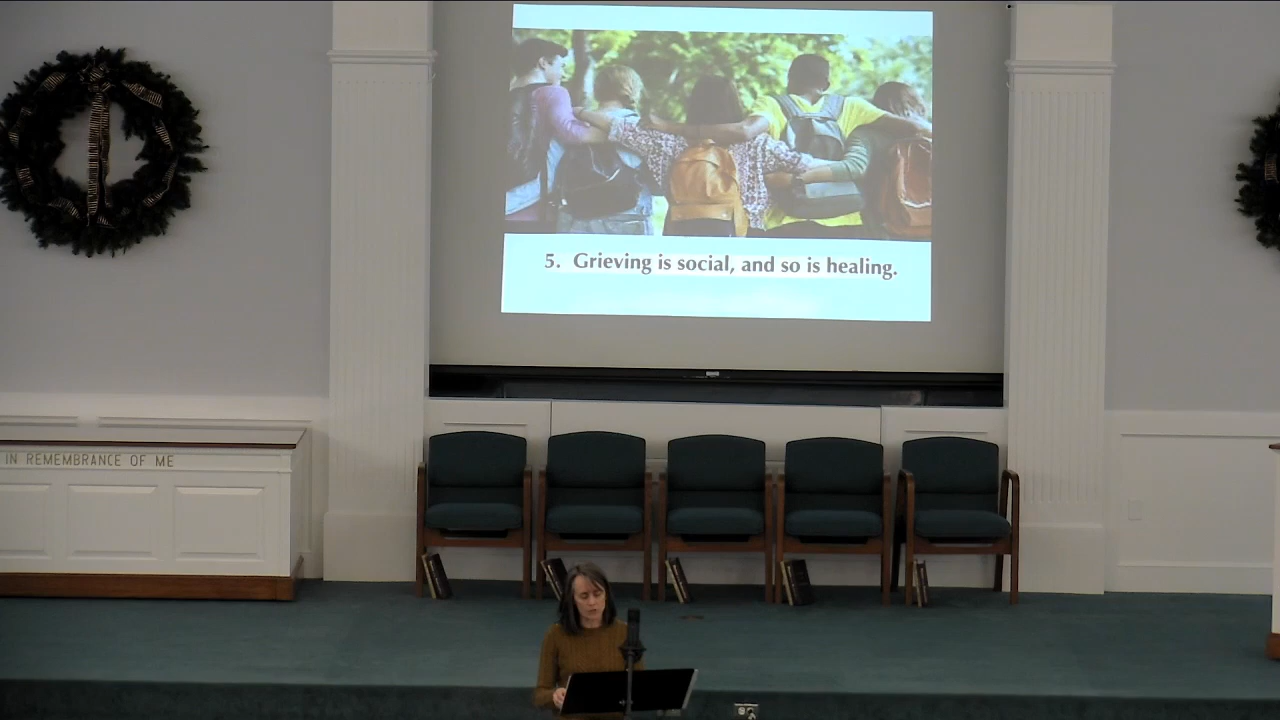 5. Grieving is social, and so is healing.
IN REMEMBRANCE OF ME